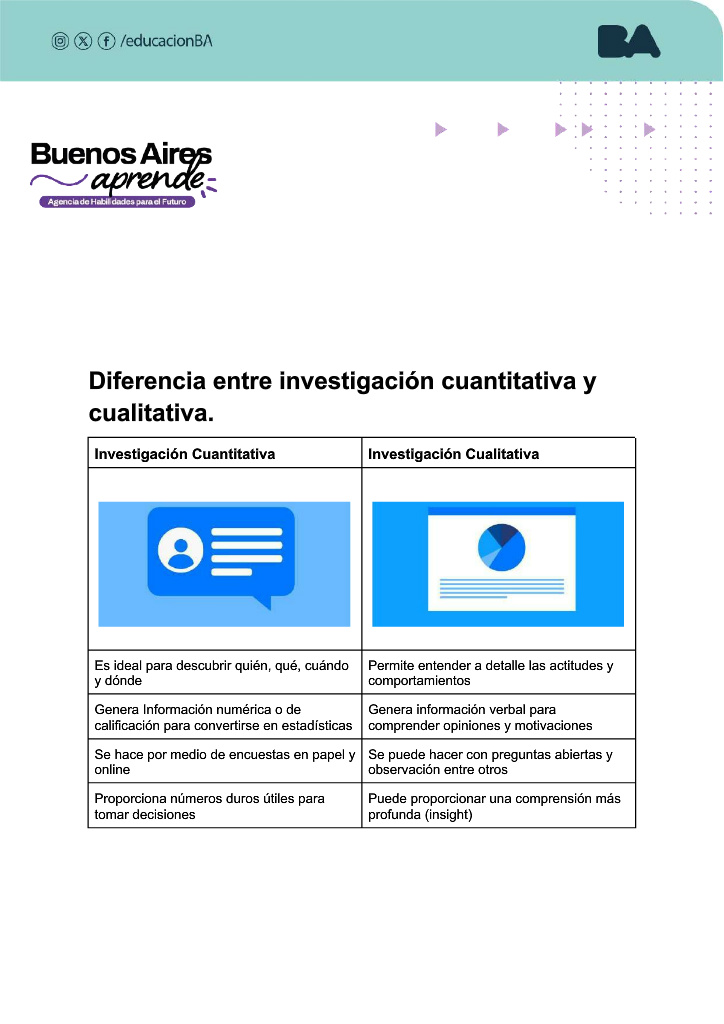 /educacionBA
BA
Buenos Aires
aprende
Agencia de Habilidades para el Futuro
Diferencia entre investigación cuantitativa y
cualitativa.
Investigación Cuantitativa
Investigación Cualitativa
Es ideal para descubrir quién, qué, cuándo
y dónde
Permite entender a detalle las actitudes y
comportamientos
Genera Información numérica o de
calificación para convertirse en estadísticas
Genera información verbal para
comprender opiniones y motivaciones
Se hace por medio de encuestas en papel y
online
Se puede hacer con preguntas abiertas y
observación entre otros
Proporciona números duros útiles para
tomar decisiones
Puede proporcionar una comprensión más
profunda (insight)